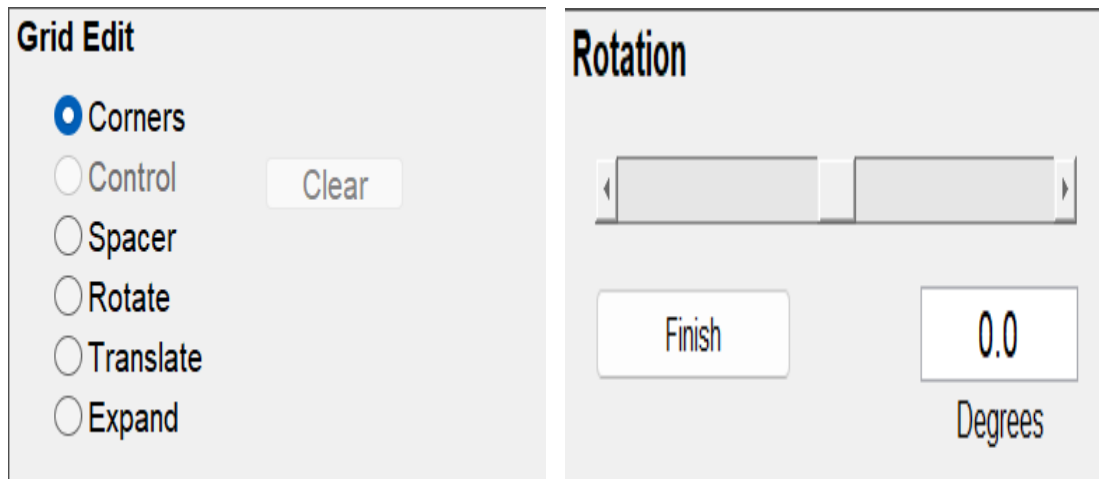 Grid Edit
Corners
Control
Clear
Spacer
Rotate
Translate
Expand
Rotation
Finish
0.0
Degrees